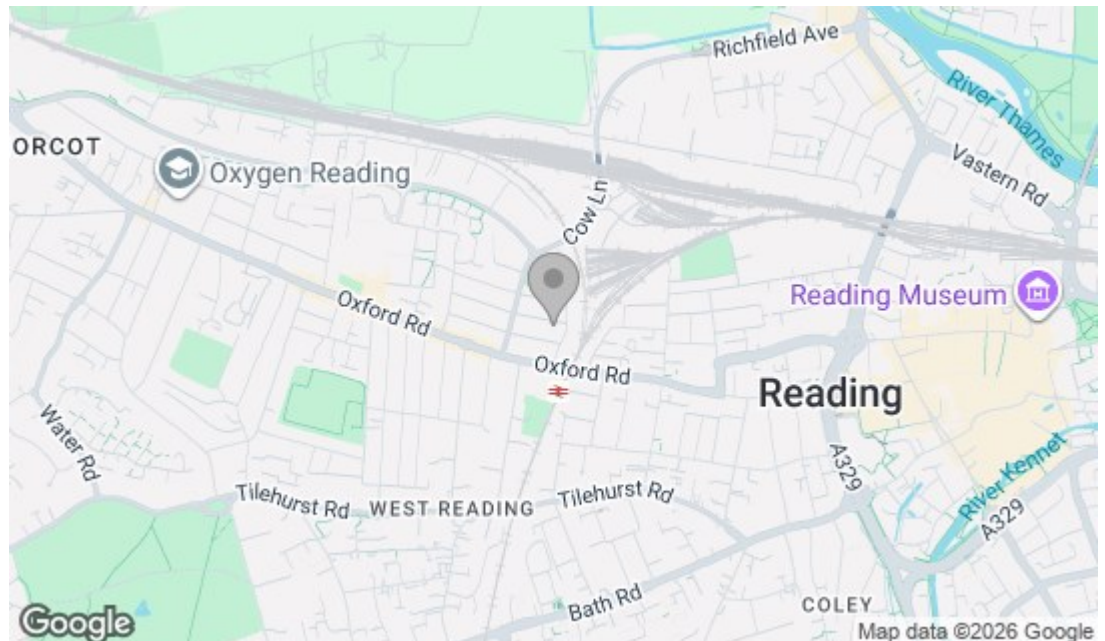 Richfield Ave
River Thames
ORCOT
Oxygen Reading
Vastern Rd
Cow Ln
Reading Museum
Oxford Rd
Oxford Rd
Reading
Water Rd
A329
River Kennet
Tilehurst Rd
WEST READING
Tilehurst Rd
A329
Bath Rd
COLEY
Google
Map data ©2026 Google